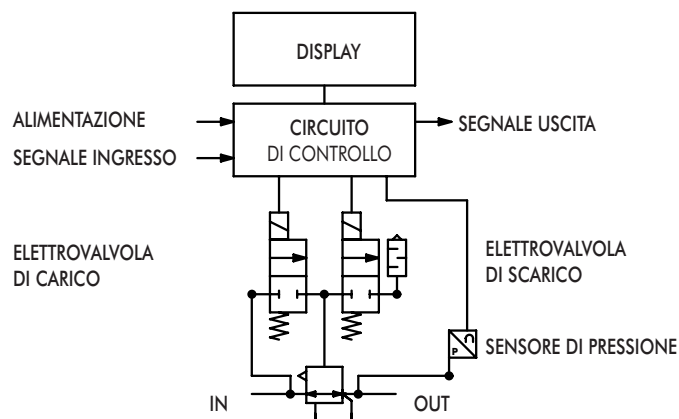 DISPLAY
ALIMENTAZIONE
SEGNALE INGRESSO
CIRCUITO
DI CONTROLLO
SEGNALE USCITA
ELETTROVALVOLA
DI CARICO
ELETTROVALVOLA
DI SCARICO
P
SENSORE DI PRESSIONE
IN
OUT